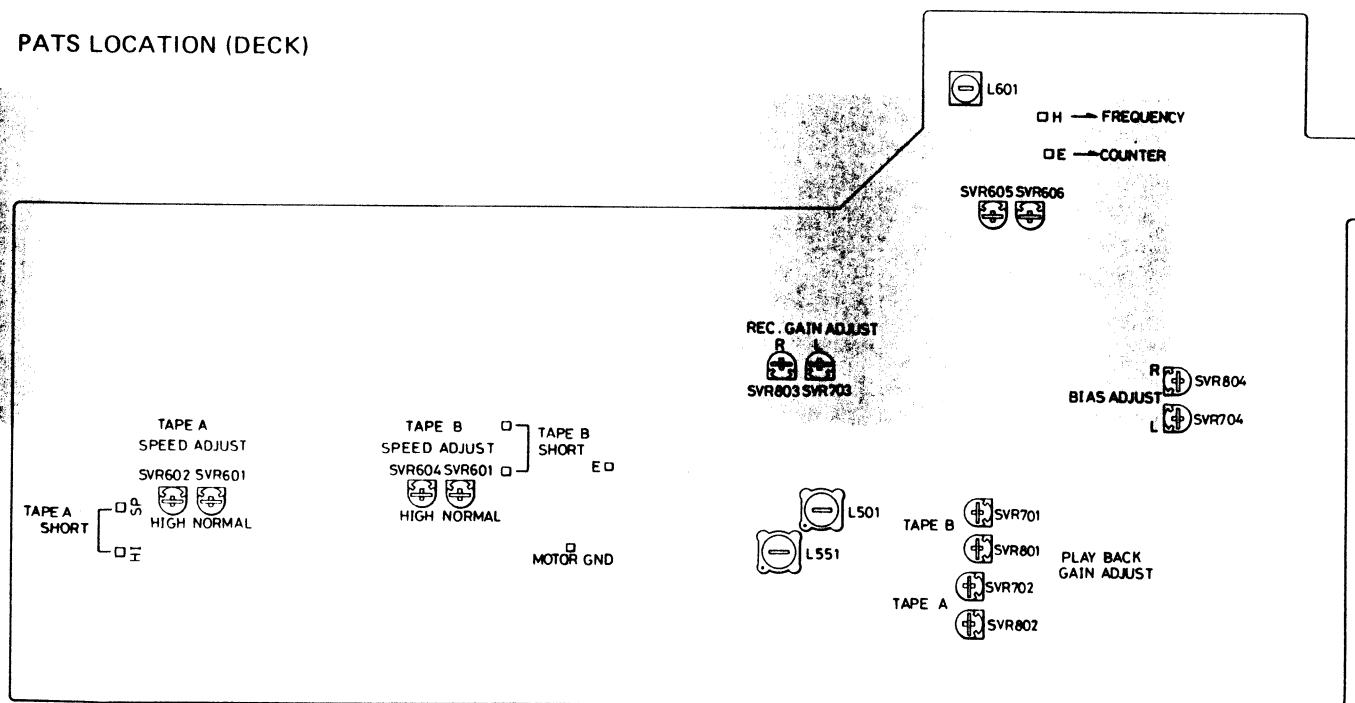 PATS LOCATION (DECK)
L601
H FREQUENCY
E COUNTER
SVR605 SVR606
REC. GAIN ADJUST
R L
SVR803 SVR703
R
SVR804
BIAS ADJUST
L
SVR704
TAPE A
SPEED ADJUST
SVR602 SVR601
HIGH NORMAL
TAPE A
SHORT
SP
HI
TAPE B
SPEED ADJUST
SVR604 SVR601
HIGH NORMAL
TAPE B
SHORT
E
MOTOR GND
L501
L551
TAPE B
SVR701
SVR801
TAPE A
SVR702
SVR802
PLAY BACK
GAIN ADJUST